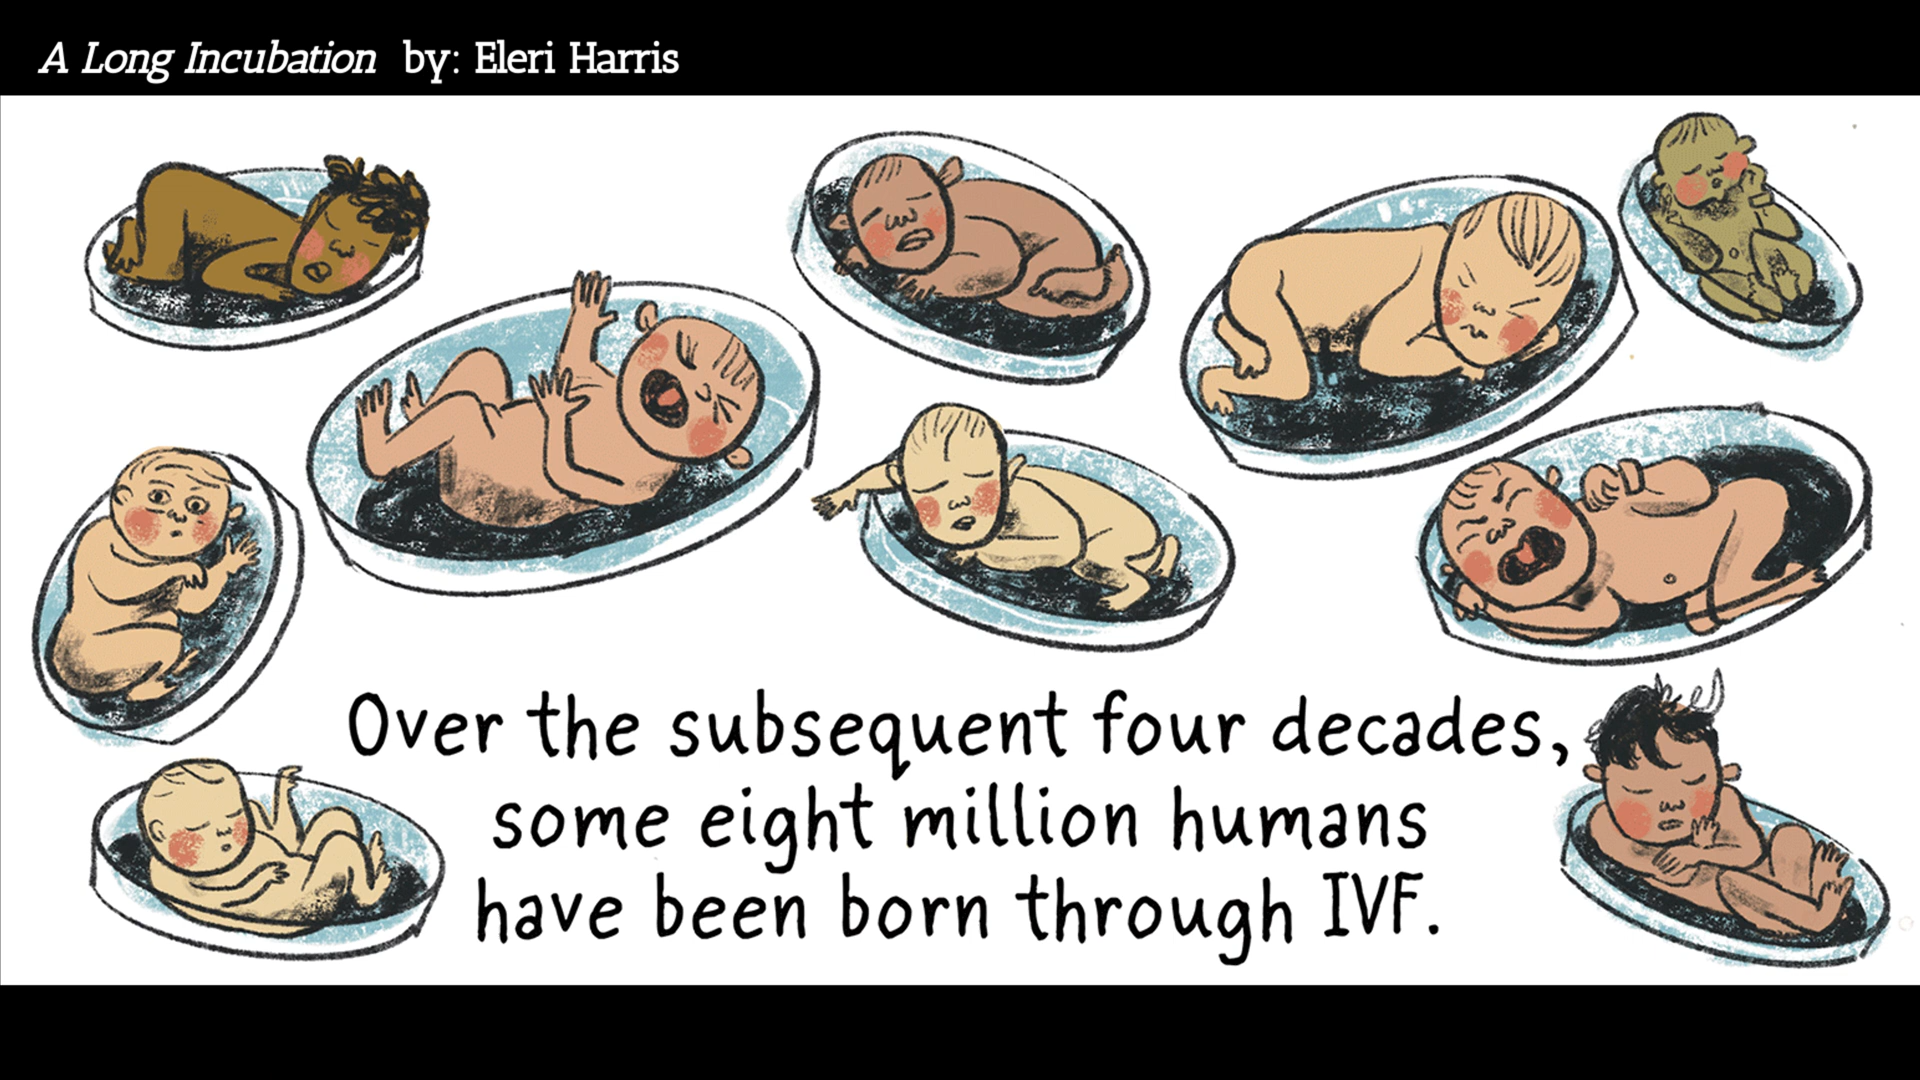 A Long Incubation by: Eleri Harris
Over the subsequent four decades,
some eight million humans
have been born through IVF.